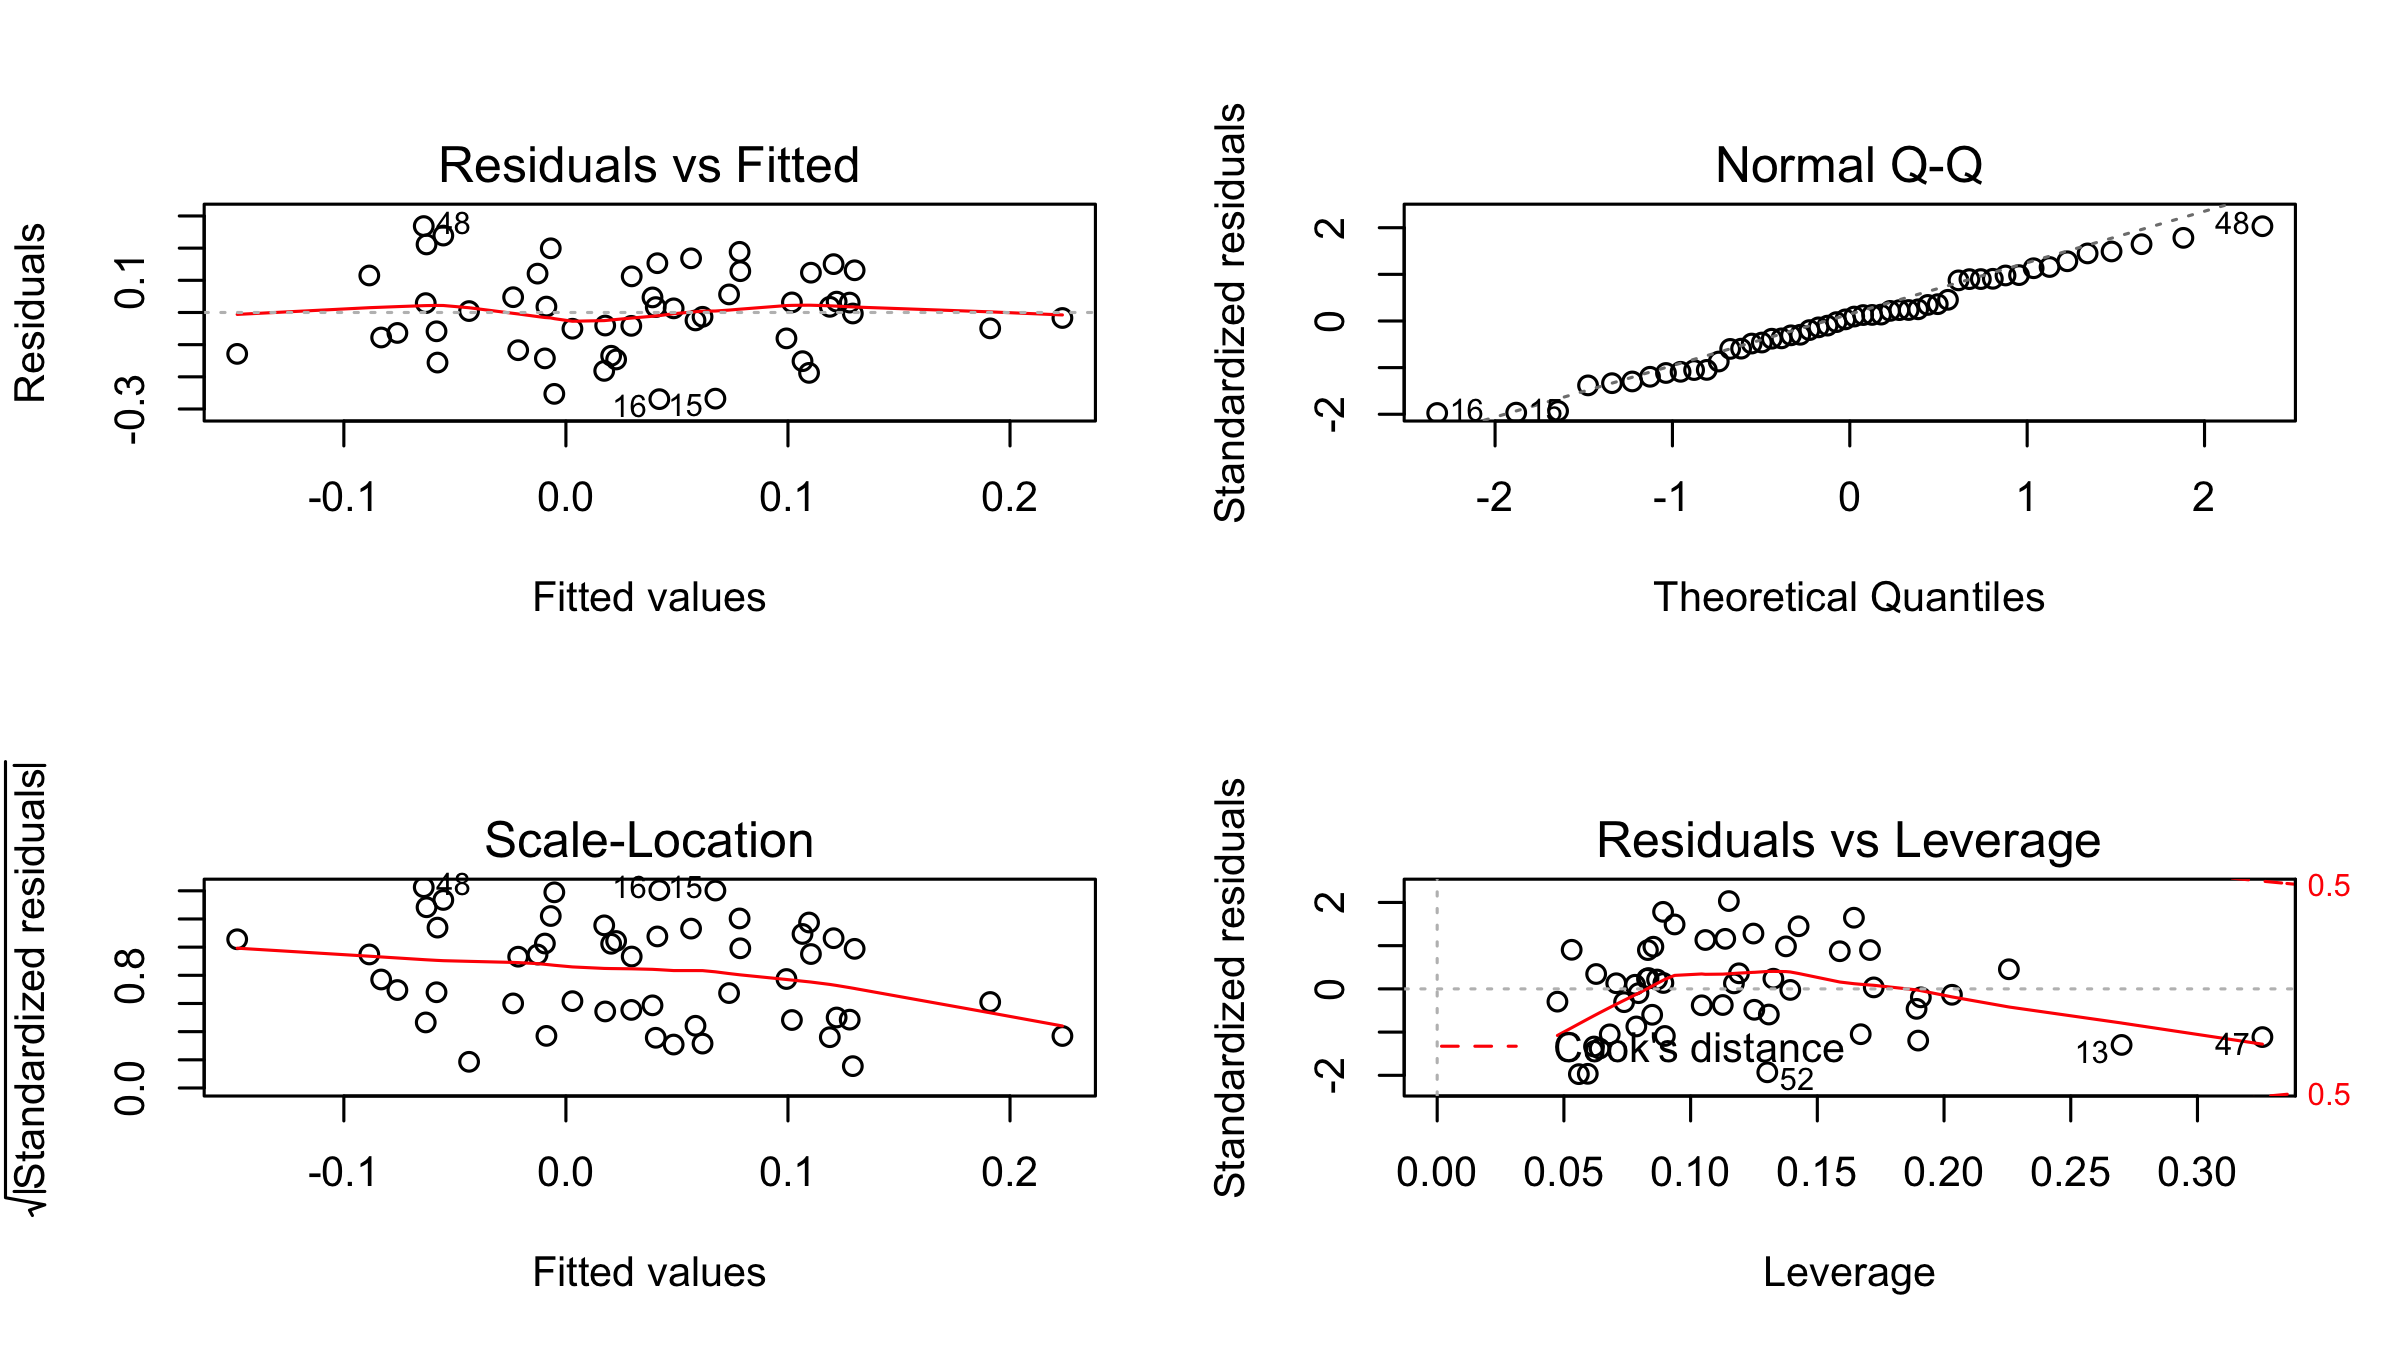 Residuals vs Fitted
Residuals
0.1
-0.3
48
16
15
-0.1 0.0 0.1 0.2
Fitted values
Normal Q-Q
Standardized residuals
2
0
-2
48
16
15
-2 -1 0 1 2
Theoretical Quantiles
Scale-Location
√|Standardized residuals|
0.8
0.0
48
16
15
-0.1 0.0 0.1 0.2
Fitted values
Residuals vs Leverage
Standardized residuals
2
0
-2
0.5
Cook's distance
13
47
52
0.5
0.00 0.05 0.10 0.15 0.20 0.25 0.30
Leverage